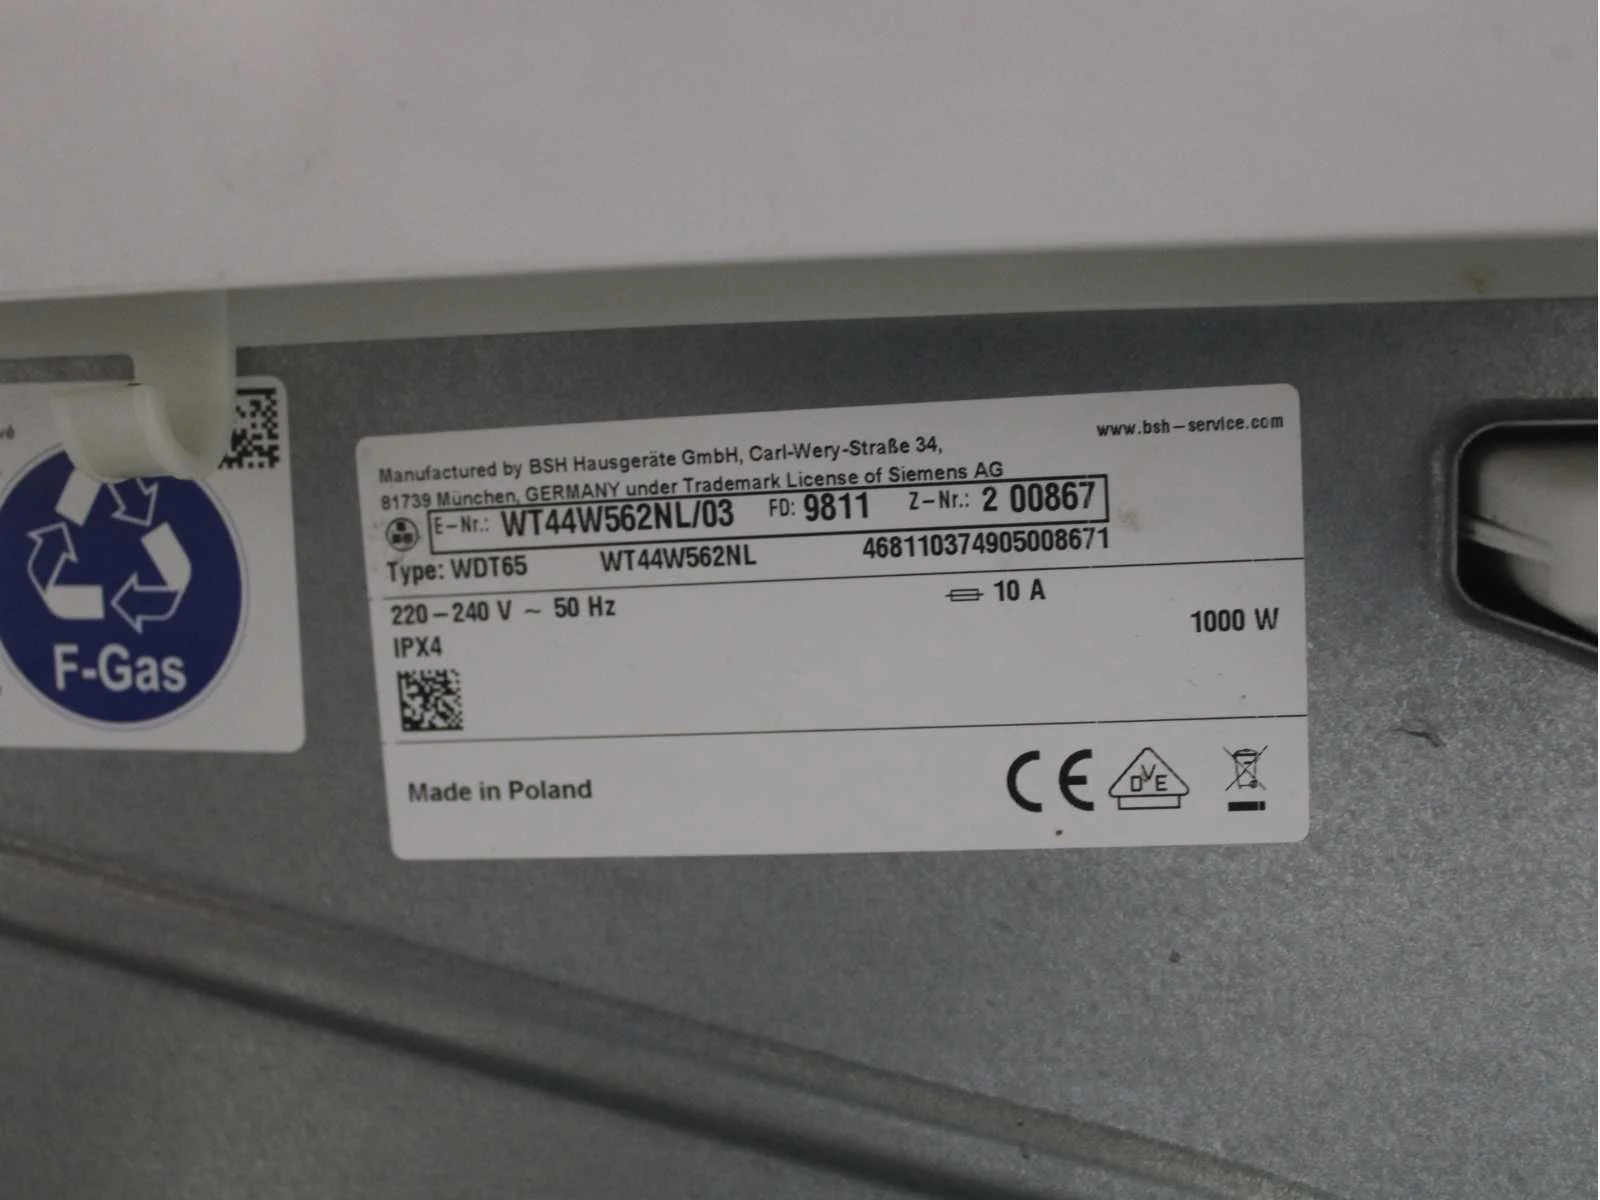 www.bsh-service.com
Manufactured by BSH Hausgeräte GmbH, Carl-Wery-Straße 34,
81739 München, GERMANY under Trademark License of Siemens AG
E-Nr.: WT44W562NL/03 FD: 9811 Z-Nr.: 2 00867
Type: WDT65 WT44W562NL 468110374905008671
220-240 V ~ 50 Hz 10 A
1000 W
IPX4
Made in Poland
CE DVE
F-Gas